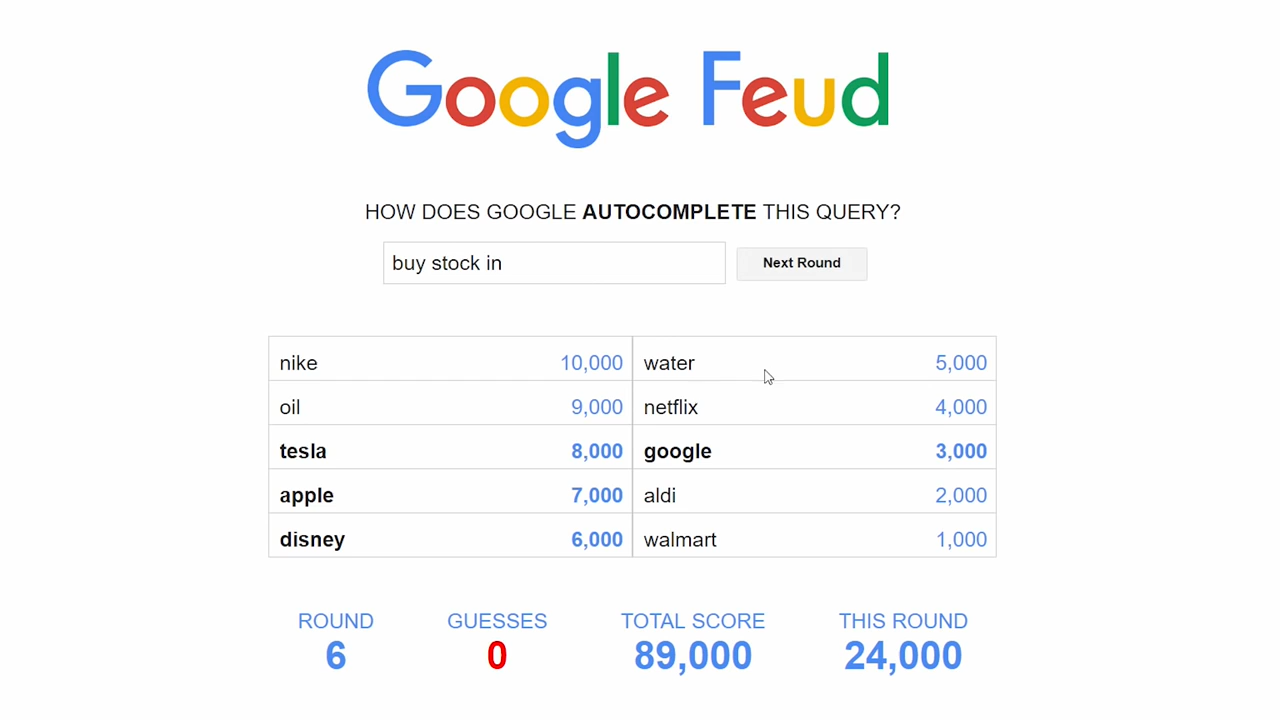 Google Feud
HOW DOES GOOGLE AUTOCOMPLETE THIS QUERY?
buy stock in
Next Round
nike 10,000 water 5,000
oil 9,000 netflix 4,000
tesla 8,000 google 3,000
apple 7,000 aldi 2,000
disney 6,000 walmart 1,000
ROUND GUESSES TOTAL SCORE THIS ROUND
6 0 89,000 24,000